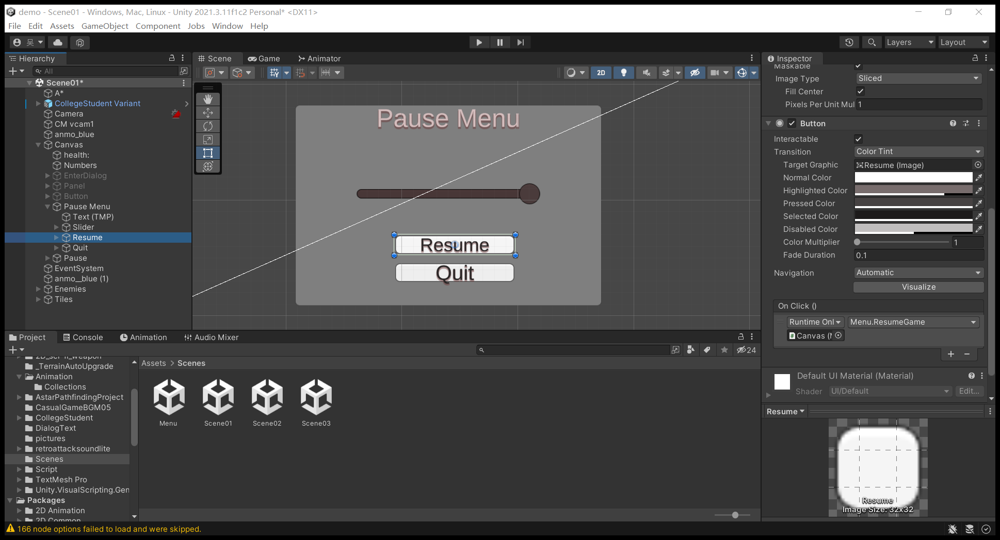 demo - Scene01 - Windows, Mac, Linux - Unity 2021.3.11f1c2 Personal* <DX11>
File Edit Assets GameObject Component Jobs Window Help
吴 Layers Layout
Hierarchy
All
Scene01*
A*
CollegeStudent Variant
Camera
CM vcam1
anmo_blue
Canvas
health:
Numbers
EnterDialog
Panel
Button
Pause Menu
Text (TMP)
Slider
Resume
Quit
Pause
EventSystem
anmo__blue (1)
Enemies
Tiles
Scene Game Animator
2D
Pause Menu
Resume
Quit
Inspector
Maskable
Image Type Sliced
Fill Center
Pixels Per Unit Mul 1
Button
Interactable
Transition Color Tint
Target Graphic Resume (Image)
Normal Color
Highlighted Color
Pressed Color
Selected Color
Disabled Color
Color Multiplier 1
Fade Duration 0.1
Navigation Automatic
Visualize
On Click ()
Runtime Onl Menu.ResumeGame
Canvas (
+ −
Default UI Material (Material)
Shader UI/Default Edit...
Resume
Resume
Image Size: 32x32
Project Console Animation Audio Mixer
24
2D_sci-fi_weapon
_TerrainAutoUpgrade
Animation
Collections
AstarPathfindingProject
CasualGameBGM05
CollegeStudent
DialogText
pictures
retroattacksoundlite
Scenes
Script
TextMesh Pro
Unity.VisualScripting.Gen
Packages
2D Animation
2D Common
Assets > Scenes
Menu Scene01 Scene02 Scene03
166 node options failed to load and were skipped.